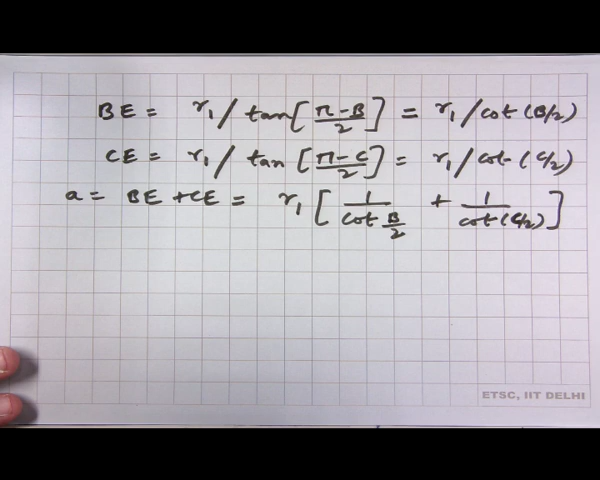 BE = r₁ / tan[(π-B)/2] = r₁ / cot (B/2)
CE = r₁ / tan [(π-C)/2] = r₁ / cot (C/2)
a = BE + CE = r₁ [ 1/cot B/2 + 1/cot (C/2) ]
ETSC, IIT DELHI